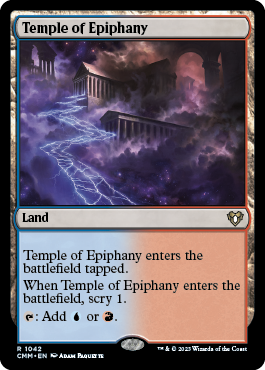 Temple of Epiphany
Land
Temple of Epiphany enters the
battlefield tapped.
When Temple of Epiphany enters the
battlefield, scry 1.
: Add or .
R 1042
CMM • EN Adam Paquette
™ & © 2023 Wizards of the Coast